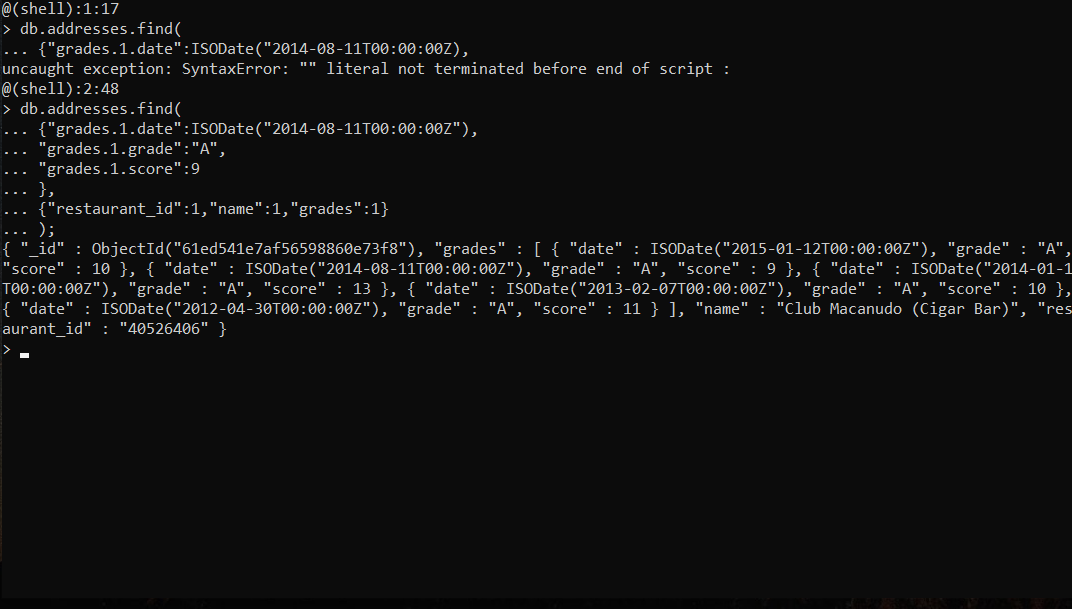 @(shell):1:17
> db.addresses.find(
... {"grades.1.date":ISODate("2014-08-11T00:00:00Z),
uncaught exception: SyntaxError: "" literal not terminated before end of script :
@(shell):2:48
> db.addresses.find(
... {"grades.1.date":ISODate("2014-08-11T00:00:00Z"),
... "grades.1.grade":"A",
... "grades.1.score":9
... },
... {"restaurant_id":1,"name":1,"grades":1}
... );
{ "_id" : ObjectId("61ed541e7af56598860e73f8"), "grades" : [ { "date" : ISODate("2015-01-12T00:00:00Z"), "grade" : "A",
"score" : 10 }, { "date" : ISODate("2014-08-11T00:00:00Z"), "grade" : "A", "score" : 9 }, { "date" : ISODate("2014-01-1
T00:00:00Z"), "grade" : "A", "score" : 13 }, { "date" : ISODate("2013-02-07T00:00:00Z"), "grade" : "A", "score" : 10 },
{ "date" : ISODate("2012-04-30T00:00:00Z"), "grade" : "A", "score" : 11 } ], "name" : "Club Macanudo (Cigar Bar)", "res
aurant_id" : "40526406" }
>